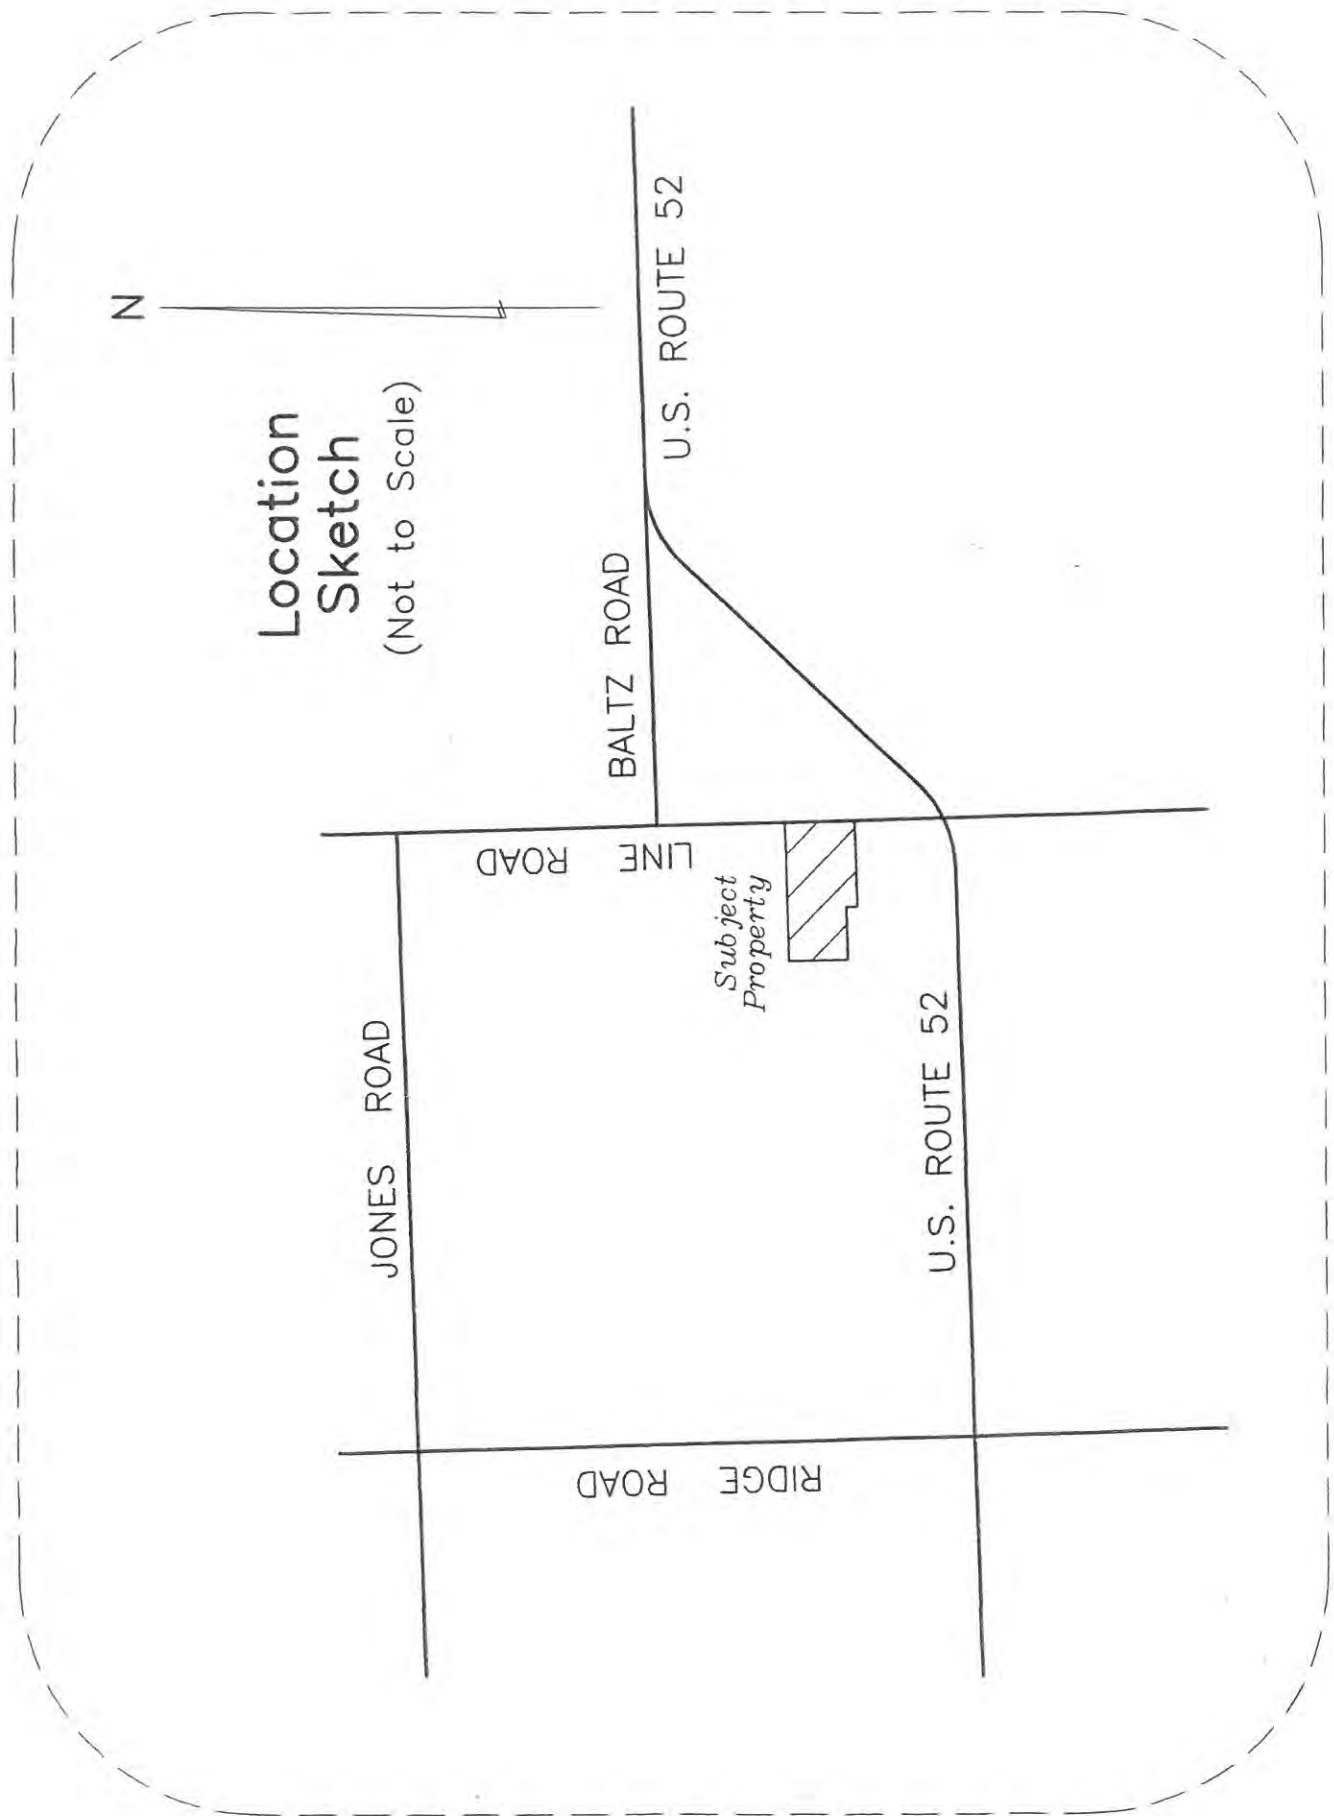 N
Location
Sketch
(Not to Scale)
U.S. ROUTE 52
BALTZ ROAD
LINE ROAD
Subject
Property
JONES ROAD
U.S. ROUTE 52
RIDGE ROAD